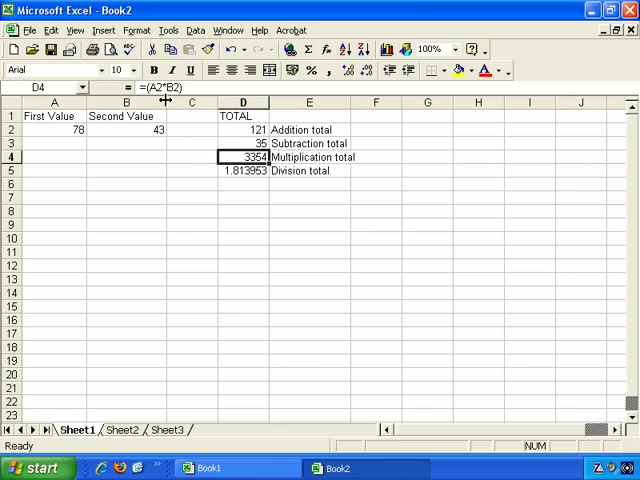 Microsoft Excel - Book2
File Edit View Insert Format Tools Data Window Help Acrobat
100%
Arial 10 B I U $ % ,
D4 = =(A2*B2)
A B C D E F G H I J
1 First Value Second Value TOTAL
2 78 43 121 Addition total
3 35 Subtraction total
4 3354 Multiplication total
5 1.813953 Division total
6
7
8
9
10
11
12
13
14
15
16
17
18
19
20
21
22
23
Sheet1 Sheet2 Sheet3
Ready NUM
start Book1 Book2